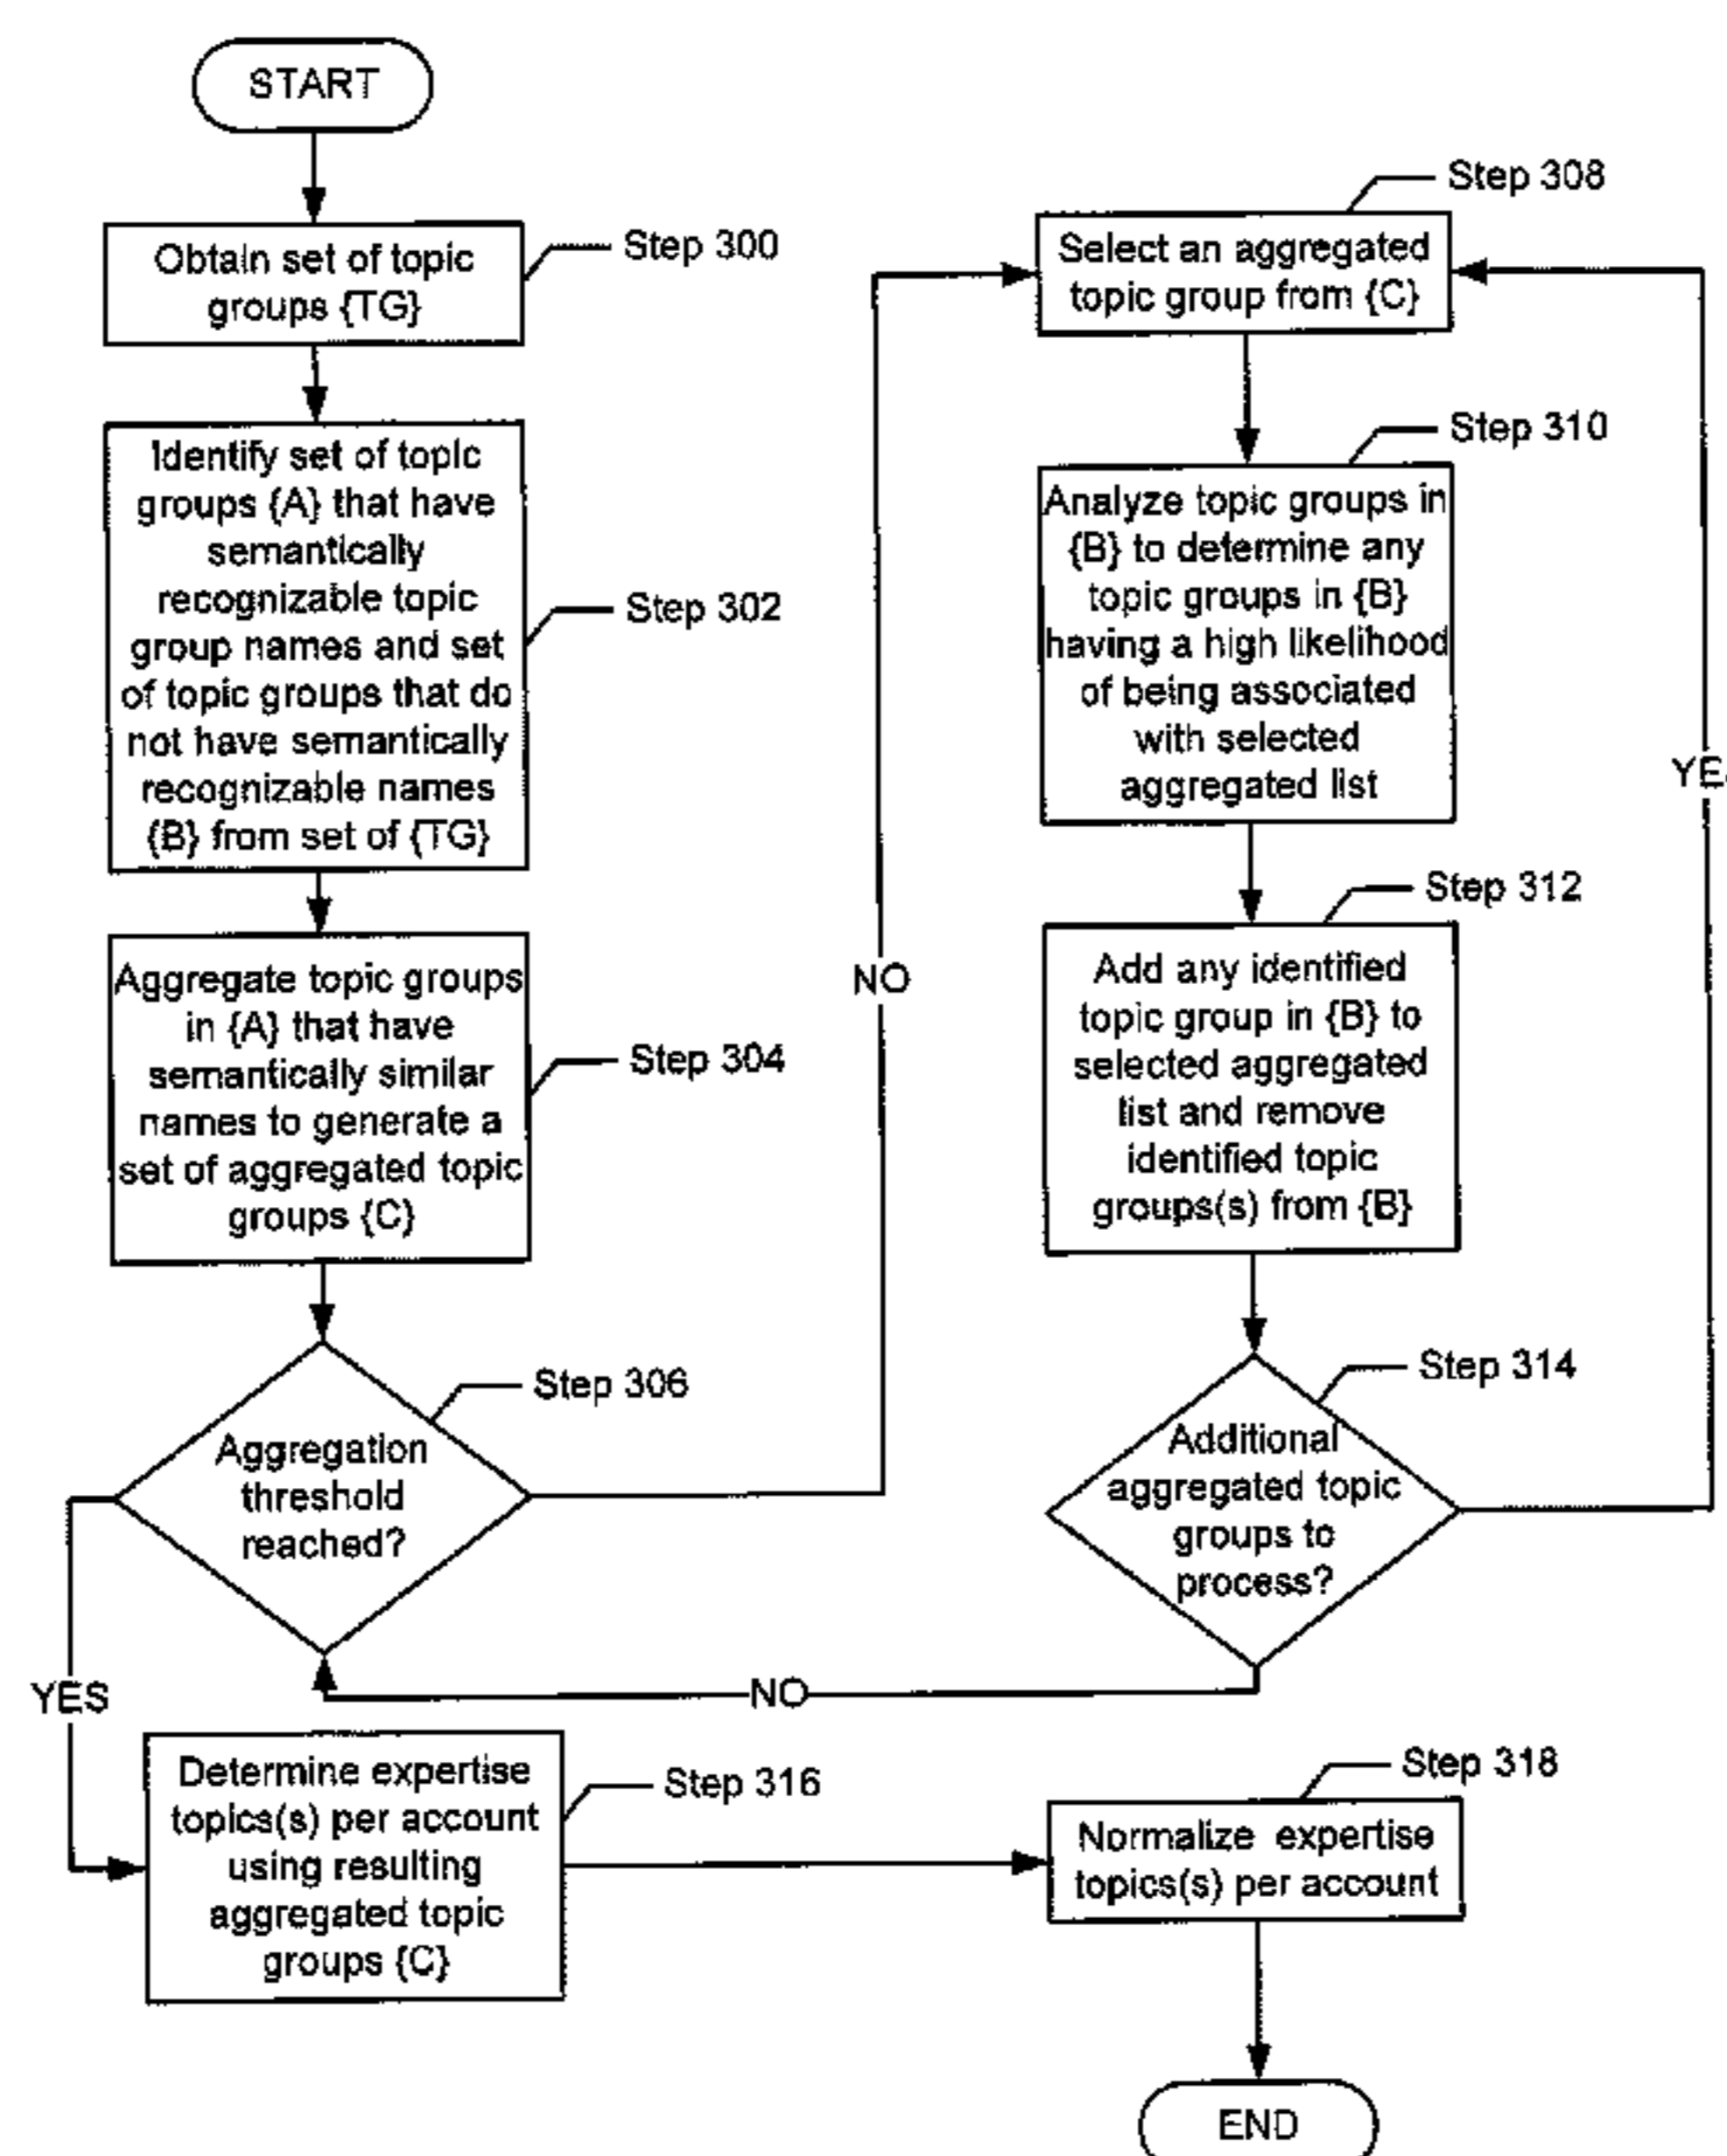 START
Obtain set of topic
groups {TG}
Step 300
Identify set of topic
groups {A} that have
semantically
recognizable topic
group names and set
of topic groups that do
not have semantically
recognizable names
{B} from set of {TG}
Step 302
Aggregate topic groups
in {A} that have
semantically similar
names to generate a
set of aggregated topic
groups {C}
Step 304
Aggregation
threshold
reached?
Step 306
NO
YES
Step 308
Select an aggregated
topic group from {C}
Step 310
Analyze topic groups in
{B} to determine any
topic groups in {B}
having a high likelihood
of being associated
with selected
aggregated list
Step 312
Add any identified
topic group in {B} to
selected aggregated
list and remove
identified topic
groups(s) from {B}
Step 314
Additional
aggregated topic
groups to
process?
NO
Determine expertise
topics(s) per account
using resulting
aggregated topic
groups {C}
Step 316
Step 318
Normalize expertise
topics(s) per account
END